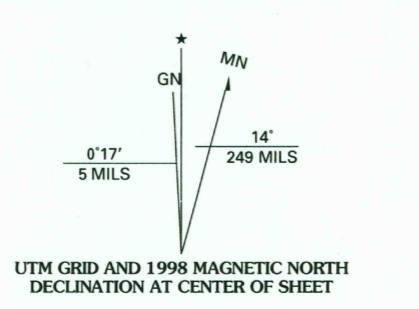 ★
GN
MN
0°17'
5 MILS
14°
249 MILS
UTM GRID AND 1998 MAGNETIC NORTH
DECLINATION AT CENTER OF SHEET